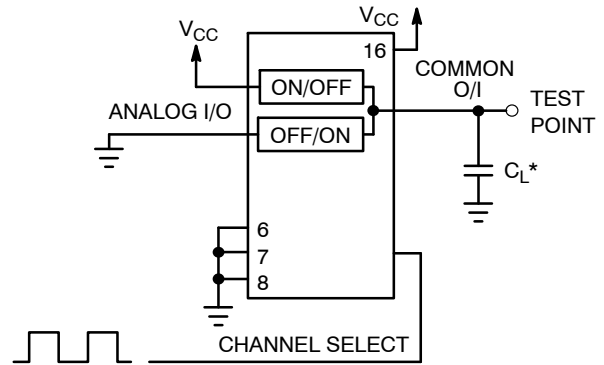 VCC
VCC
16
COMMON
O/I
ON/OFF
TEST
POINT
ANALOG I/O
OFF/ON
CL*
6
7
8
CHANNEL SELECT